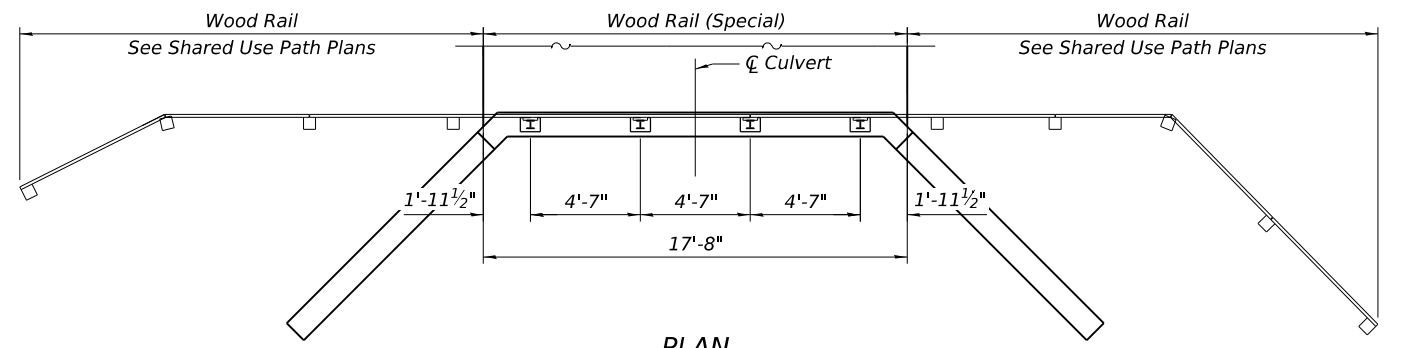 Wood Rail
Wood Rail (Special)
Wood Rail
See Shared Use Path Plans
See Shared Use Path Plans
℄ Culvert
1'-11½"
4'-7"
4'-7"
4'-7"
1'-11½"
17'-8"
PLAN